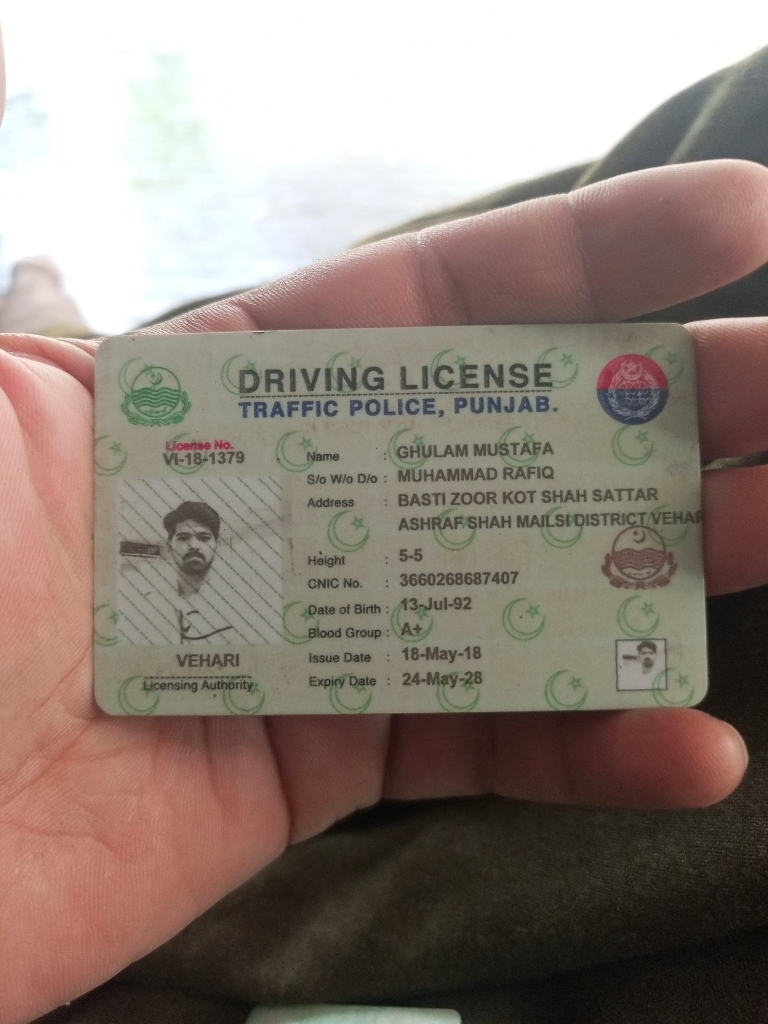 DRIVING LICENSE
TRAFFIC POLICE, PUNJAB.
License No.
VI-18-1379
Name : GHULAM MUSTAFA
S/o W/o D/o : MUHAMMAD RAFIQ
Address : BASTI ZOOR KOT SHAH SATTAR
ASHRAF SHAH MAILSI DISTRICT VEHAR
Height : 5-5
CNIC No. : 3660268687407
Date of Birth : 13-Jul-92
Blood Group : A+
Issue Date : 18-May-18
Expiry Date : 24-May-28
VEHARI
Licensing Authority